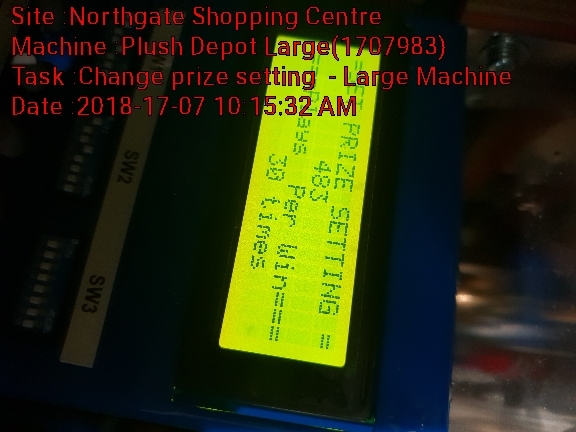 Site :Northgate Shopping Centre
Machine :Plush Depot Large(1707983)
Task :Change prize setting - Large Machine
Date :2018-17-07 10:15:32 AM
PRIZE SETTING =
483
Per Win===
30 times
SW2
SW3